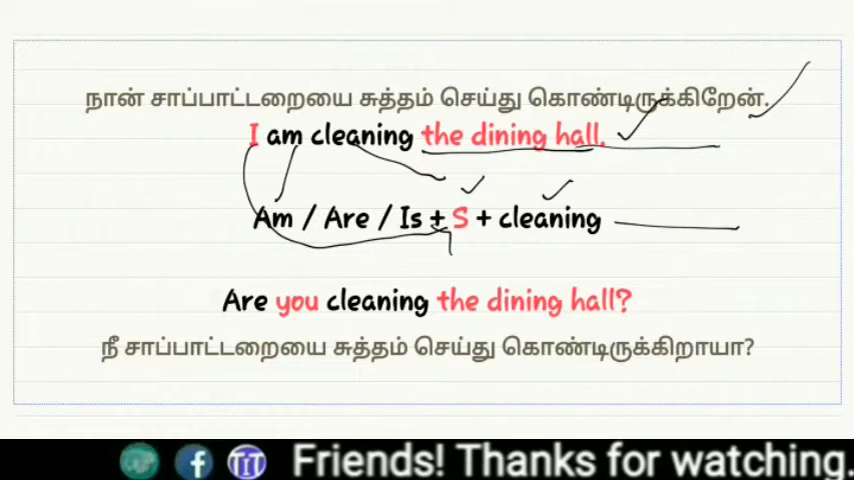 நான் சாப்பாட்டறையை சுத்தம் செய்து கொண்டிருக்கிறேன்.
I am cleaning the dining hall.
Am / Are / Is + S + cleaning
Are you cleaning the dining hall?
நீ சாப்பாட்டறையை சுத்தம் செய்து கொண்டிருக்கிறாயா?
f TIT Friends! Thanks for watching.